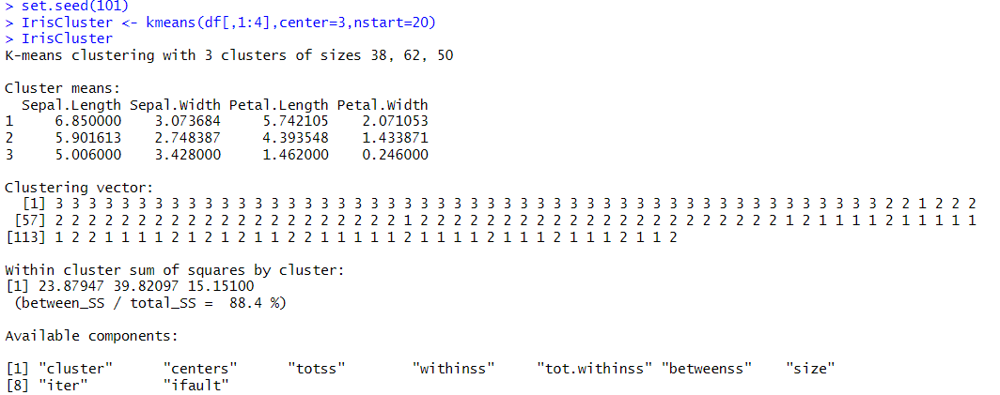 > set.seed(101)
> IrisCluster <- kmeans(df[,1:4],center=3,nstart=20)
> IrisCluster
K-means clustering with 3 clusters of sizes 38, 62, 50
Cluster means:
  Sepal.Length Sepal.Width Petal.Length Petal.Width
1     6.850000    3.073684     5.742105    2.071053
2     5.901613    2.748387     4.393548    1.433871
3     5.006000    3.428000     1.462000    0.246000
Clustering vector:
  [1] 3 3 3 3 3 3 3 3 3 3 3 3 3 3 3 3 3 3 3 3 3 3 3 3 3 3 3 3 3 3 3 3 3 3 3 3 3 3 3 3 3 3 3 3 3 3 3 3 3 3 2 2 1 2 2 2
 [57] 2 2 2 2 2 2 2 2 2 2 2 2 2 2 2 2 2 2 2 2 2 1 2 2 2 2 2 2 2 2 2 2 2 2 2 2 2 2 2 2 2 2 2 2 1 2 1 1 1 1 2 1 1 1 1 1
[113] 1 2 2 1 1 1 1 2 1 2 1 2 1 1 2 2 1 1 1 1 1 2 1 1 1 1 2 1 1 1 2 1 1 1 2 1 1 2
Within cluster sum of squares by cluster:
[1] 23.87947 39.82097 15.15100
 (between_SS / total_SS =  88.4 %)
Available components:
[1] "cluster"      "centers"      "totss"        "withinss"     "tot.withinss" "betweenss"    "size"
[8] "iter"         "ifault"